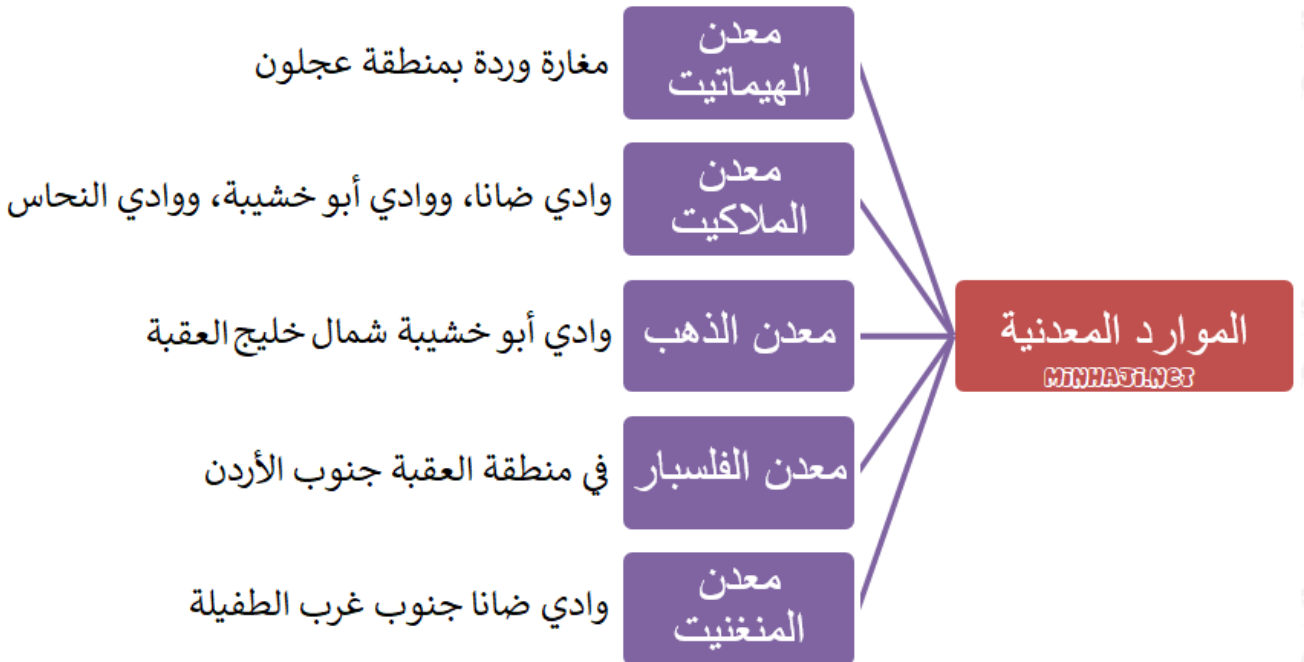 الموارد المعدنية
MINHAJI.NET
معدن
الهيماتيت
مغارة وردة بمنطقة عجلون
معدن
الملاكيت
وادي ضانا، ووادي أبو خشيبة، ووادي النحاس
معدن الذهب
وادي أبو خشيبة شمال خليج العقبة
معدن الفلسبار
في منطقة العقبة جنوب الأردن
معدن
المنغنيت
وادي ضانا جنوب غرب الطفيلة